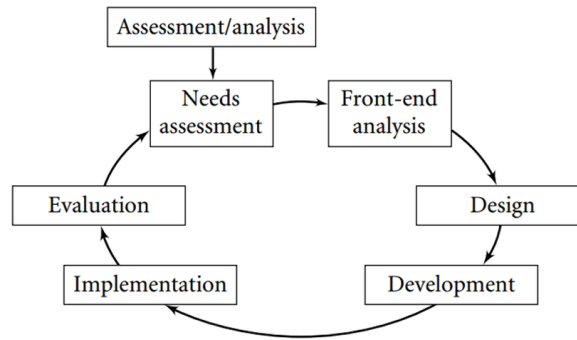 Assessment/analysis
Needs
assessment
Front-end
analysis
Evaluation
Design
Implementation
Development